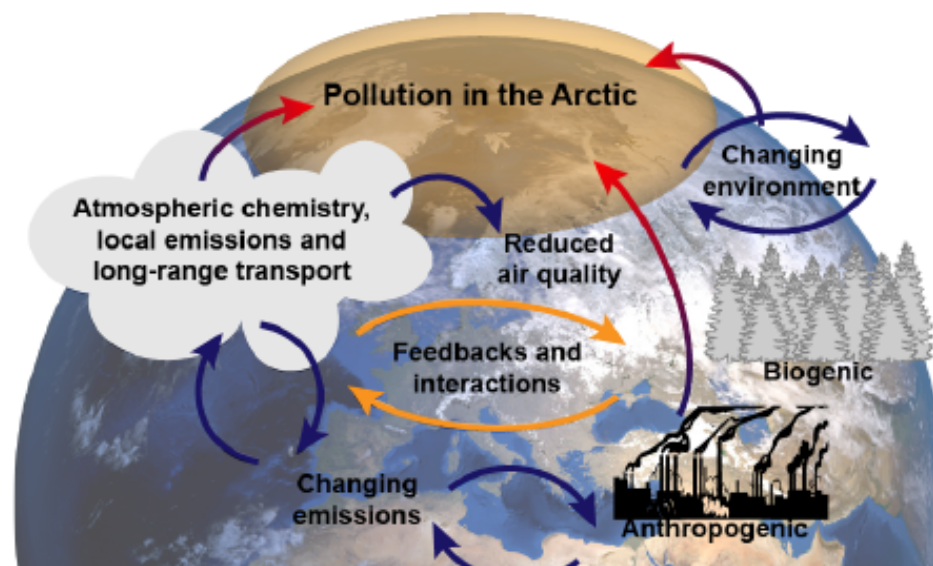 Pollution in the Arctic
Changing
environment
Atmospheric chemistry,
local emissions and
long-range transport
Reduced
air quality
Feedbacks and
interactions
Biogenic
Changing
emissions
Anthropogenic